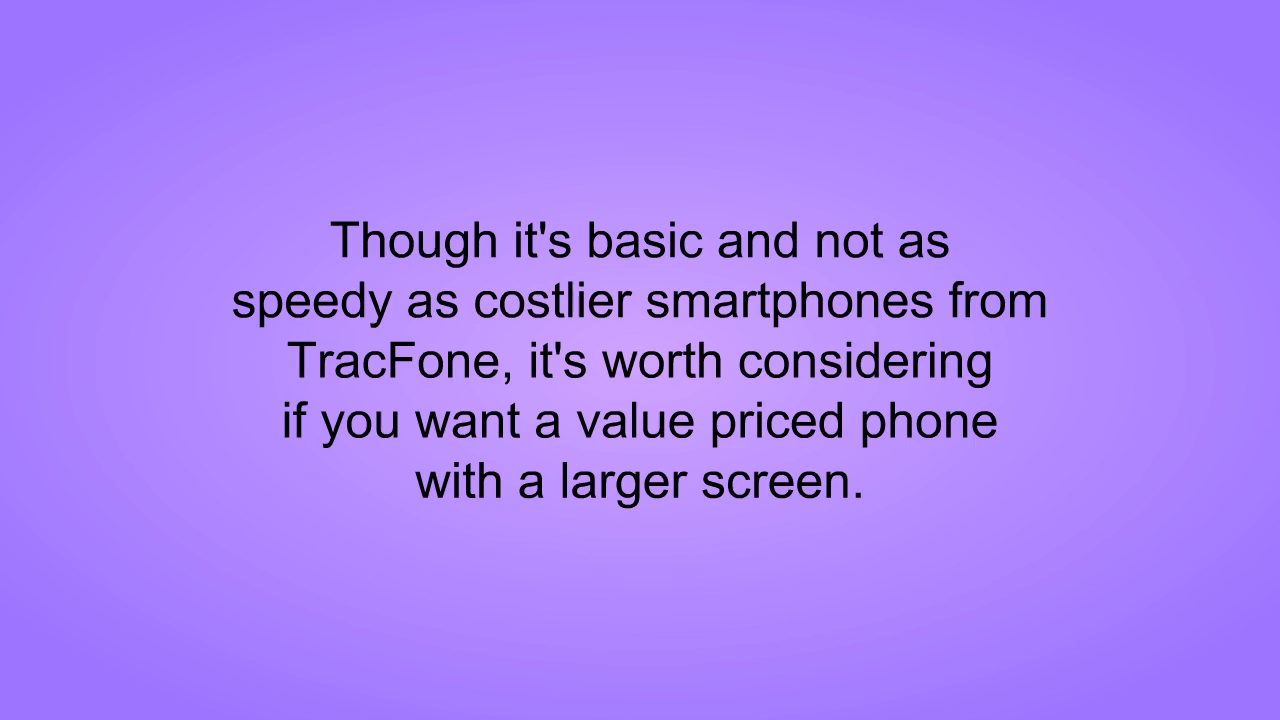 Though it's basic and not as
speedy as costlier smartphones from
TracFone, it's worth considering
if you want a value priced phone
with a larger screen.